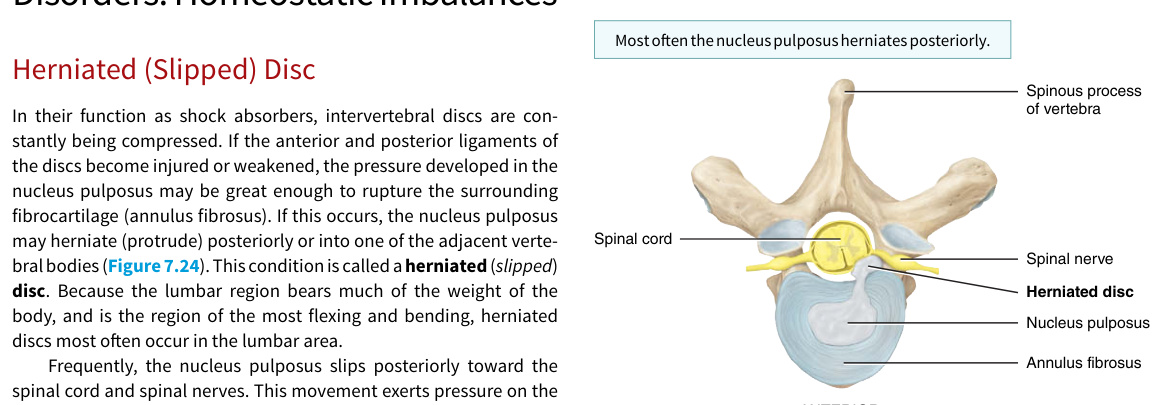 Disorders: Homeostatic Imbalances
Herniated (Slipped) Disc
In their function as shock absorbers, intervertebral discs are con-
stantly being compressed. If the anterior and posterior ligaments of
the discs become injured or weakened, the pressure developed in the
nucleus pulposus may be great enough to rupture the surrounding
fibrocartilage (annulus fibrosus). If this occurs, the nucleus pulposus
may herniate (protrude) posteriorly or into one of the adjacent verte-
bral bodies (Figure 7.24). This condition is called a herniated (slipped)
disc. Because the lumbar region bears much of the weight of the
body, and is the region of the most flexing and bending, herniated
discs most often occur in the lumbar area.
Frequently, the nucleus pulposus slips posteriorly toward the
spinal cord and spinal nerves. This movement exerts pressure on the
Most often the nucleus pulposus herniates posteriorly.
Spinous process
of vertebra
Spinal cord
Spinal nerve
Herniated disc
Nucleus pulposus
Annulus fibrosus
ANTERIOR